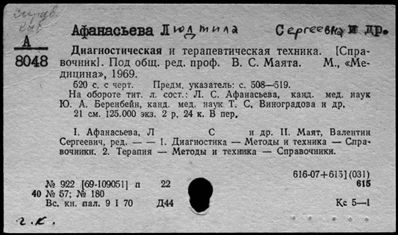 А
8048
Афанасьева Людмила Сергеевна и др.
Диагностическая и терапевтическая техника. [Спра-
вочник]. Под общ. ред. проф. В. С. Маята. М., «Ме-
дицина», 1969.
620 с. с черт. Предм. указатель: с. 508—619.
На обороте тит. л. сост.: Л. С. Афанасьева, канд. мед. наук
Ю. А. Беренбейн, канд. мед. наук Т. С. Виноградова и др.
21 см. 125.000 экз. 2 р, 24 к. В пер.
I. Афанасьева, Л С и др. II. Маят, Валентин
Сергеевич, ред. — — 1. Диагностика — Методы и техника — Спра-
вочники. 2. Терапия — Методы и техника — Справочники.
616-07+615](031)
№ 922 [69-109051] п 22 615
40 № 57; № 180
Вс. кн. пал. 9 I 70 Д44 Кс 5—1
г. к.